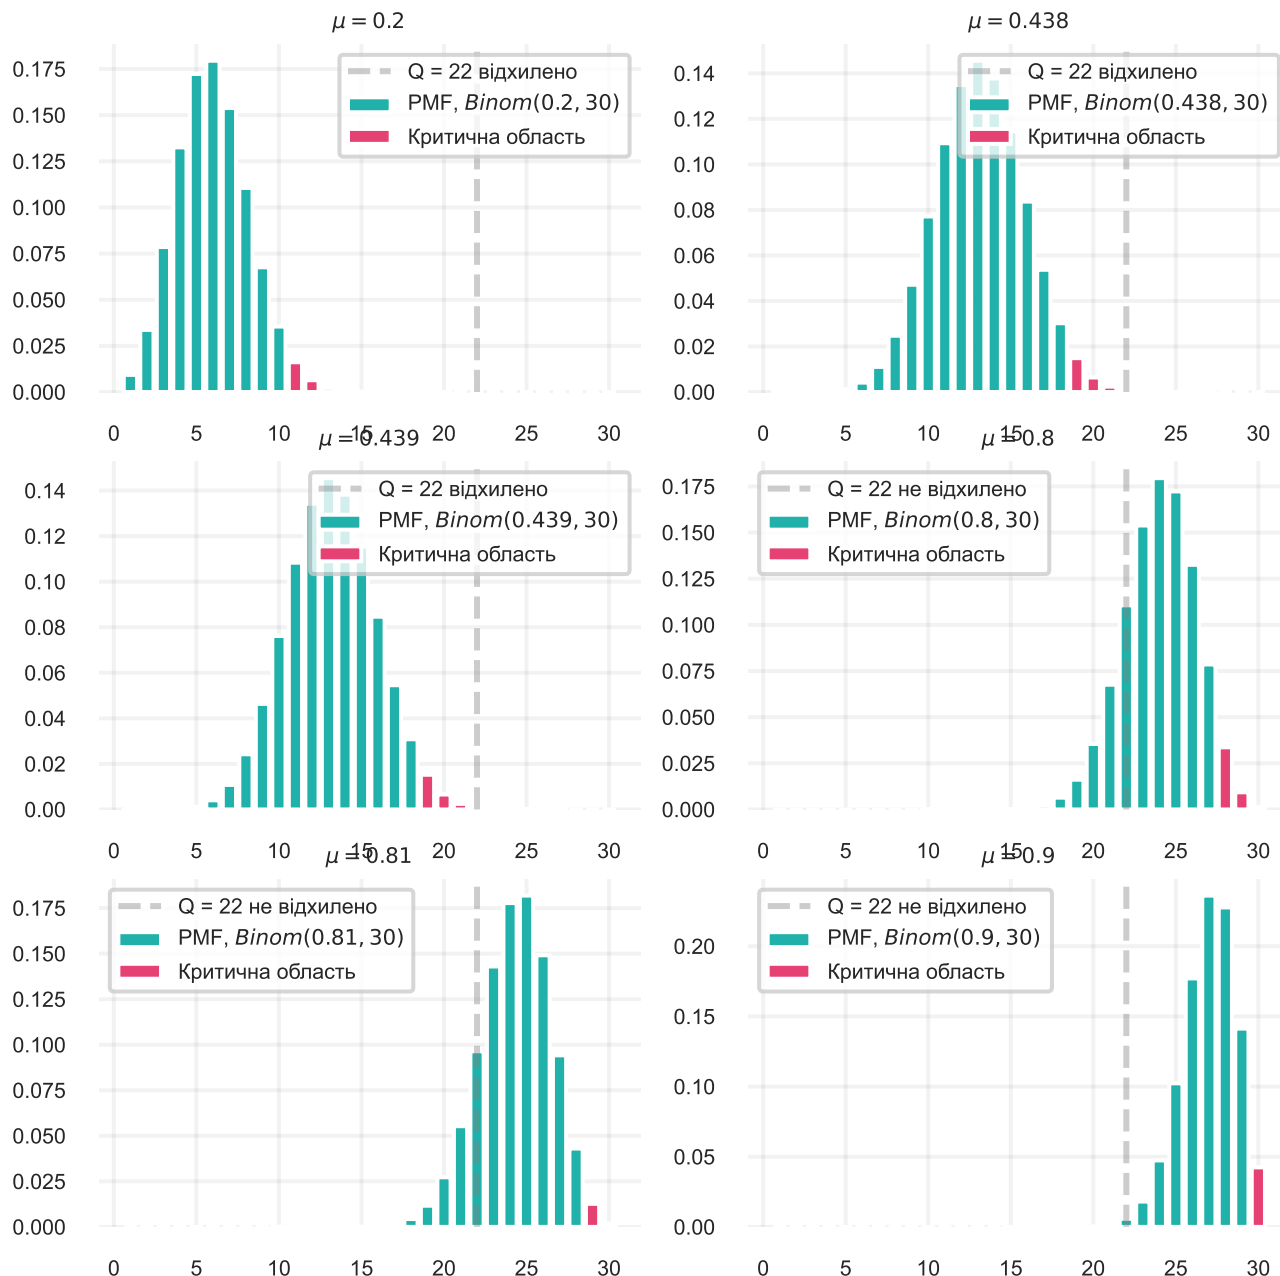 μ = 0.2
Q = 22 відхилено
PMF, Binom(0.2, 30)
Критична область
0.175
0.150
0.125
0.100
0.075
0.050
0.025
0.000
0 5 10 15 20 25 30
μ = 0.438
Q = 22 відхилено
PMF, Binom(0.438, 30)
Критична область
0.14
0.12
0.10
0.08
0.06
0.04
0.02
0.00
0 5 10 15 20 25 30
μ = 0.439
Q = 22 відхилено
PMF, Binom(0.439, 30)
Критична область
0.14
0.12
0.10
0.08
0.06
0.04
0.02
0.00
0 5 10 15 20 25 30
μ = 0.8
Q = 22 не відхилено
PMF, Binom(0.8, 30)
Критична область
0.175
0.150
0.125
0.100
0.075
0.050
0.025
0.000
0 5 10 15 20 25 30
μ = 0.81
Q = 22 не відхилено
PMF, Binom(0.81, 30)
Критична область
0.175
0.150
0.125
0.100
0.075
0.050
0.025
0.000
0 5 10 15 20 25 30
μ = 0.9
Q = 22 не відхилено
PMF, Binom(0.9, 30)
Критична область
0.20
0.15
0.10
0.05
0.00
0 5 10 15 20 25 30